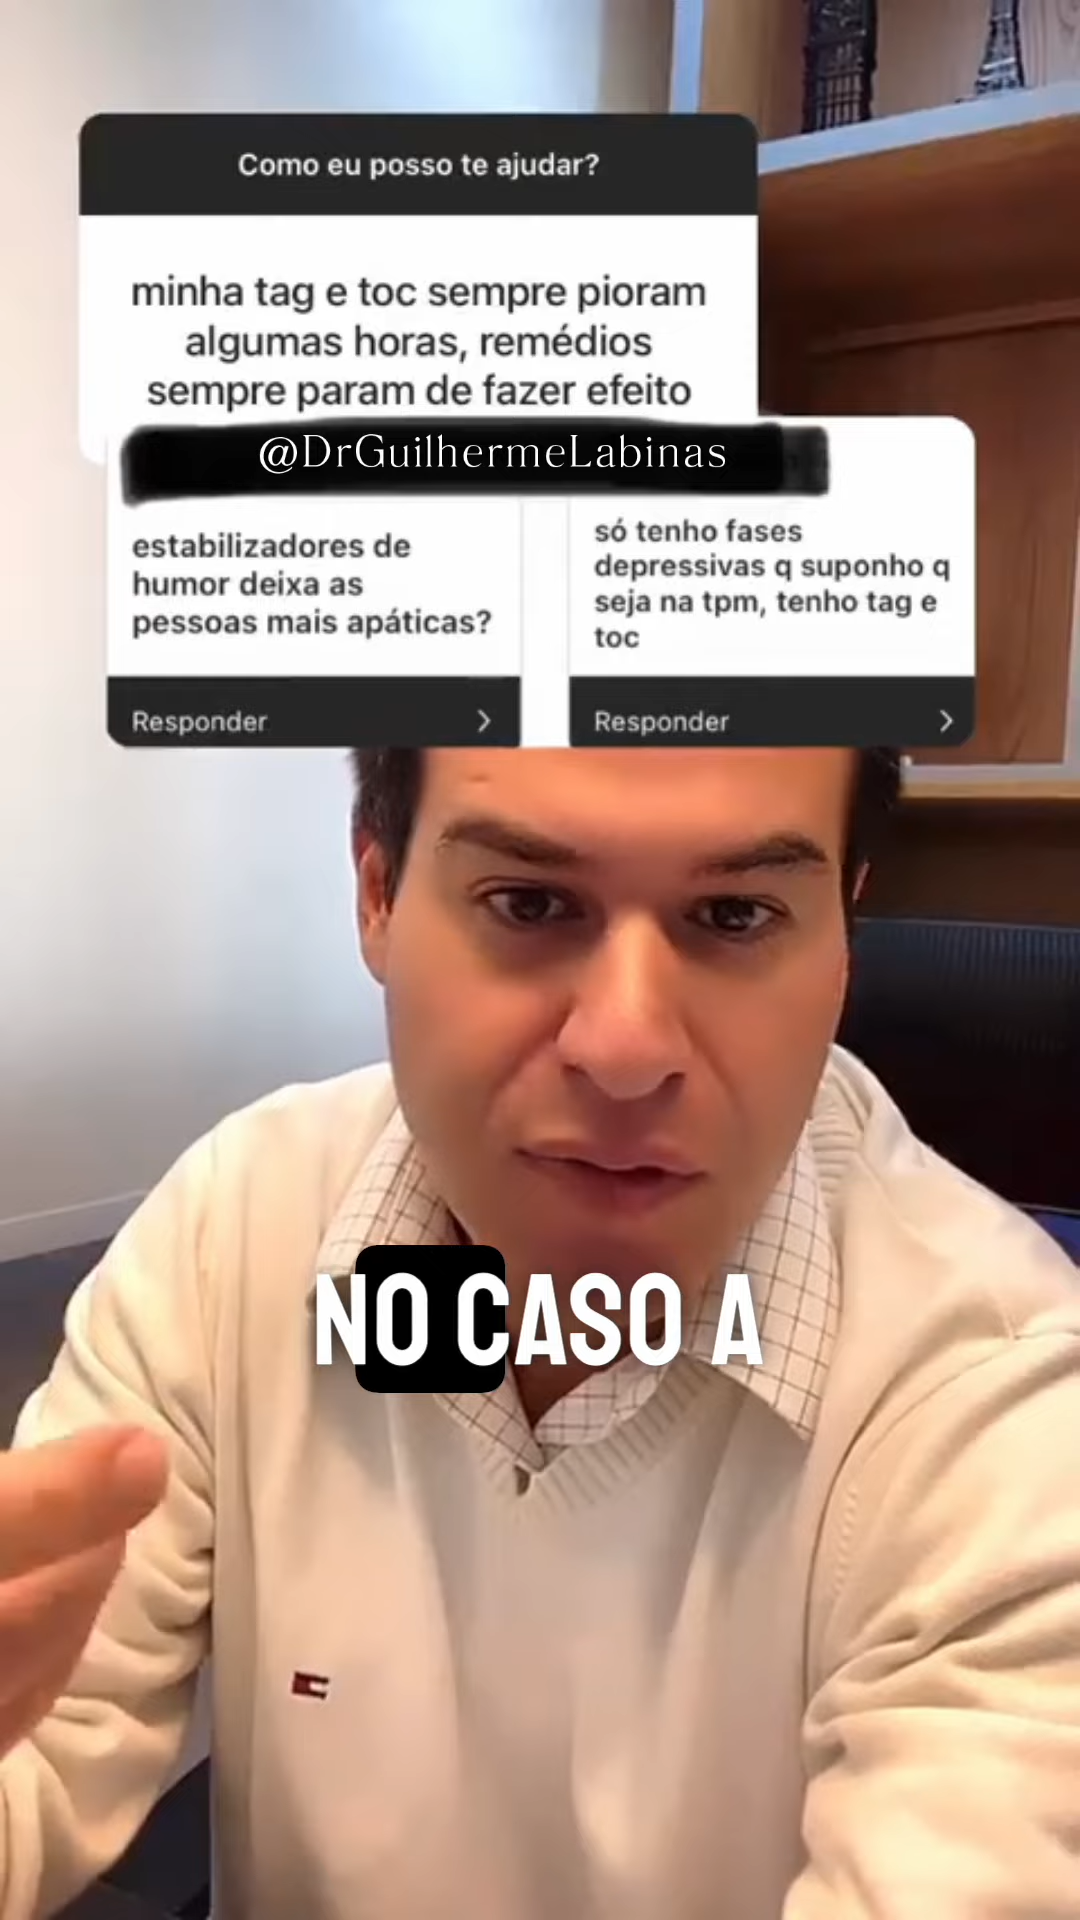 Como eu posso te ajudar?
minha tag e toc sempre pioram
algumas horas, remédios
sempre param de fazer efeito
@DrGuilhermeLabinas
estabilizadores de
humor deixa as
pessoas mais apáticas?
Responder
só tenho fases
depressivas q suponho q
seja na tpm, tenho tag e
toc
Responder
NO CASO A